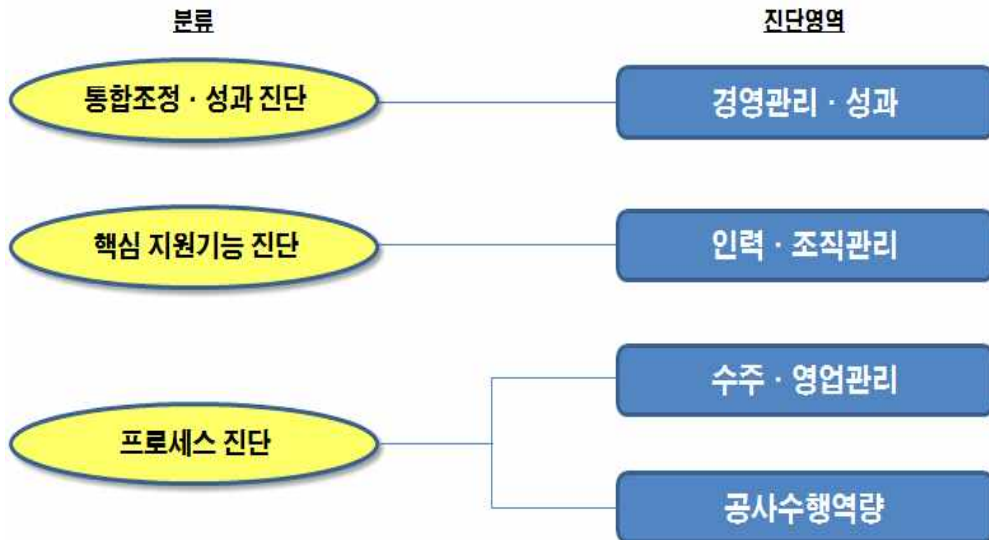 분류 진단영역
통합조정 · 성과 진단 경영관리 · 성과
핵심 지원기능 진단 인력 · 조직관리
수주 · 영업관리
프로세스 진단
공사수행역량